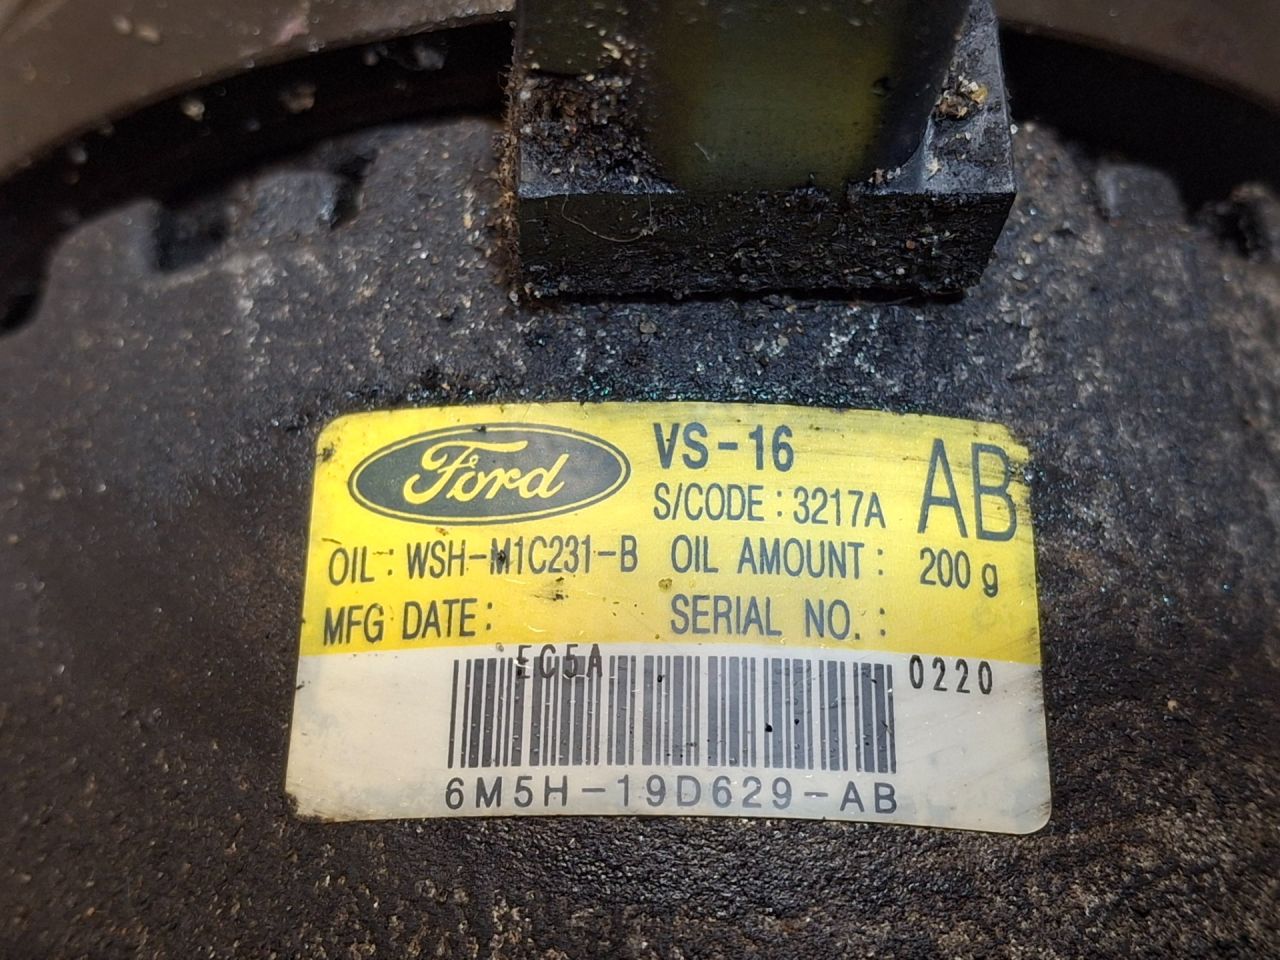 Ford VS-16 AB
S/CODE : 3217A
OIL : WSH-M1C231-B OIL AMOUNT : 200 g
MFG DATE : SERIAL NO. :
EC5A 0220
6M5H-19D629-AB